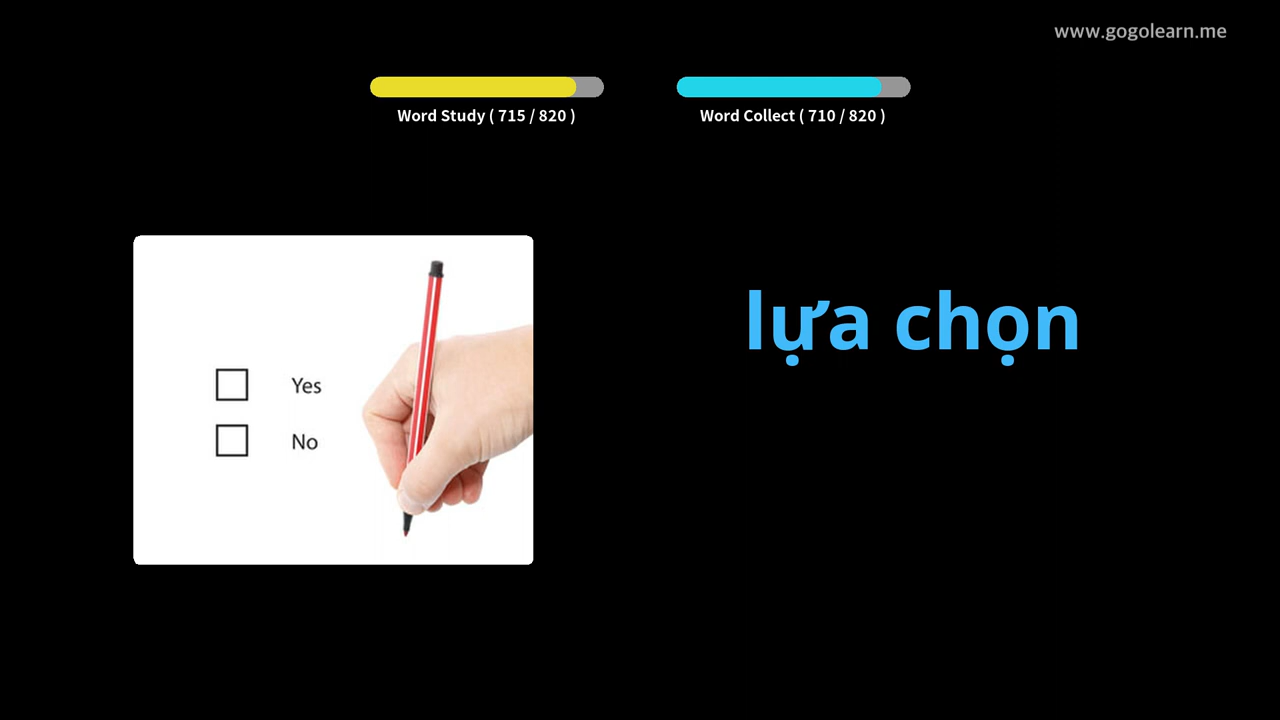 www.gogolearn.me
Word Study ( 715 / 820 )
Word Collect ( 710 / 820 )
lựa chọn
Yes
No